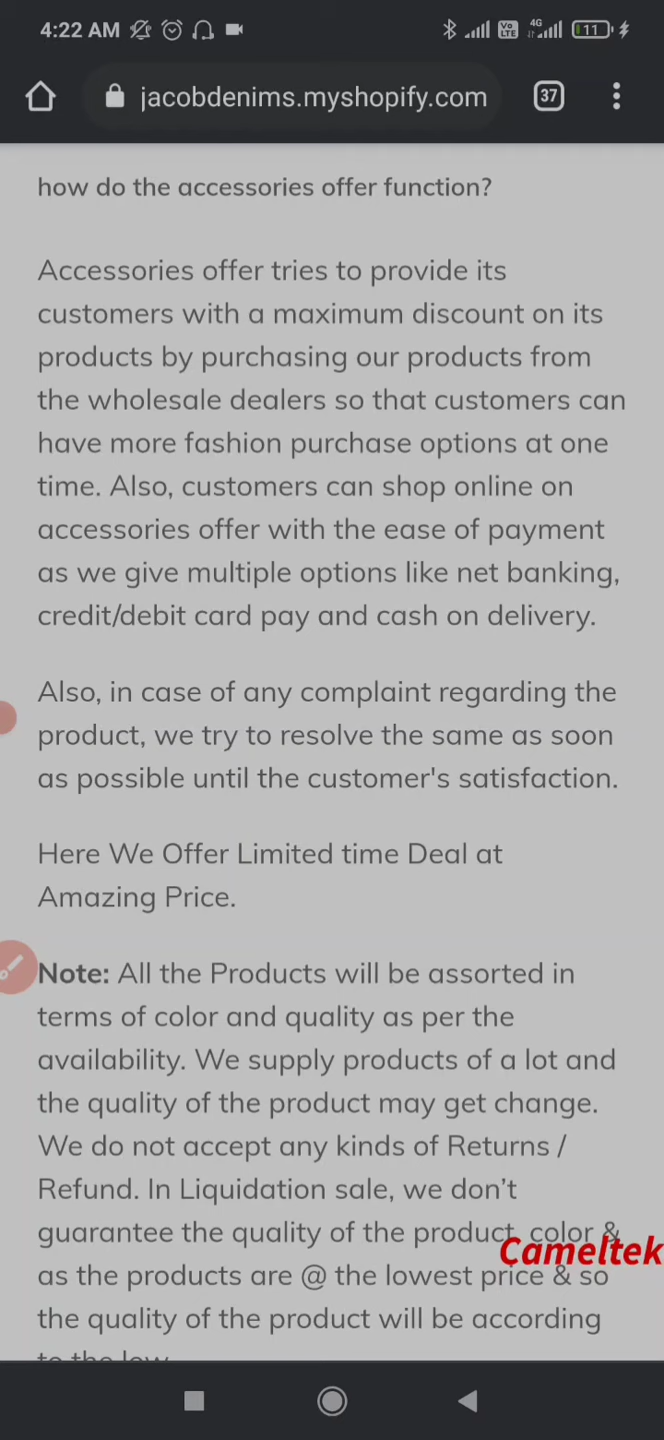 4:22 AM
Vo
LTE
4G
11
jacobdenims.myshopify.com
37
how do the accessories offer function?
Accessories offer tries to provide its
customers with a maximum discount on its
products by purchasing our products from
the wholesale dealers so that customers can
have more fashion purchase options at one
time. Also, customers can shop online on
accessories offer with the ease of payment
as we give multiple options like net banking,
credit/debit card pay and cash on delivery.
Also, in case of any complaint regarding the
product, we try to resolve the same as soon
as possible until the customer's satisfaction.
Here We Offer Limited time Deal at
Amazing Price.
Note: All the Products will be assorted in
terms of color and quality as per the
availability. We supply products of a lot and
the quality of the product may get change.
We do not accept any kinds of Returns /
Refund. In Liquidation sale, we don’t
guarantee the quality of the product, color &
Cameltek
as the products are @ the lowest price & so
the quality of the product will be according
to the low